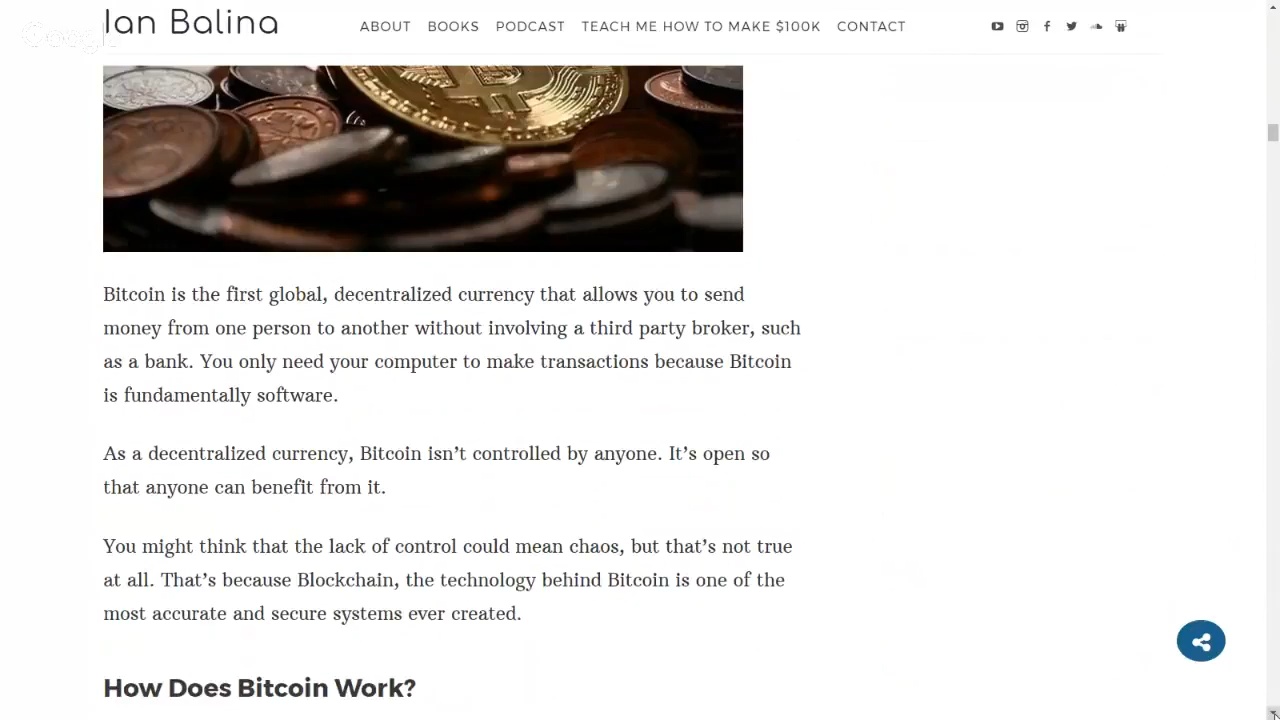 Ian Balina
ABOUT BOOKS PODCAST TEACH ME HOW TO MAKE $100K CONTACT
Google
Bitcoin is the first global, decentralized currency that allows you to send
money from one person to another without involving a third party broker, such
as a bank. You only need your computer to make transactions because Bitcoin
is fundamentally software.
As a decentralized currency, Bitcoin isn’t controlled by anyone. It’s open so
that anyone can benefit from it.
You might think that the lack of control could mean chaos, but that’s not true
at all. That’s because Blockchain, the technology behind Bitcoin is one of the
most accurate and secure systems ever created.
How Does Bitcoin Work?